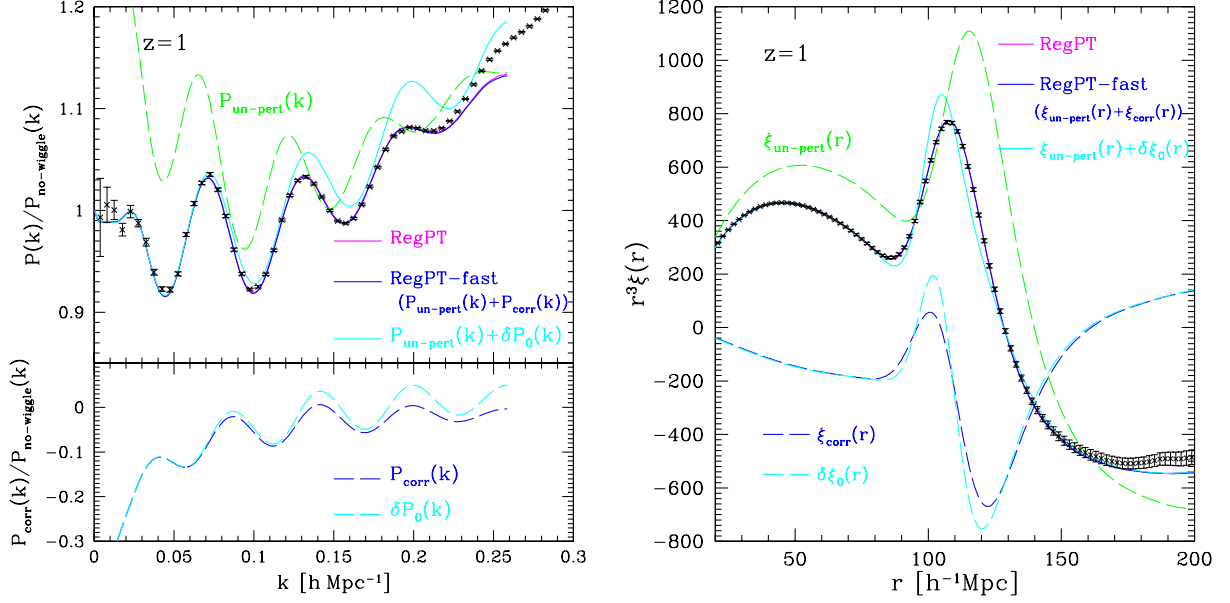 z=1
P_un-pert(k)
RegPT
RegPT-fast
(P_un-pert(k)+P_corr(k))
P_un-pert(k)+δP_0(k)
P(k)/P_no-wiggle(k)
1.2
1.1
1
0.9
P_corr(k)
δP_0(k)
P_corr(k)/P_no-wiggle(k)
0
-0.1
-0.2
-0.3
0 0.05 0.1 0.15 0.2 0.25 0.3
k [h Mpc⁻¹]
z=1
RegPT
RegPT-fast
(ξ_un-pert(r)+ξ_corr(r))
ξ_un-pert(r)+δξ_0(r)
ξ_un-pert(r)
ξ_corr(r)
δξ_0(r)
r³ξ(r)
1200
1000
800
600
400
200
0
−200
−400
−600
−800
50 100 150 200
r [h⁻¹Mpc]